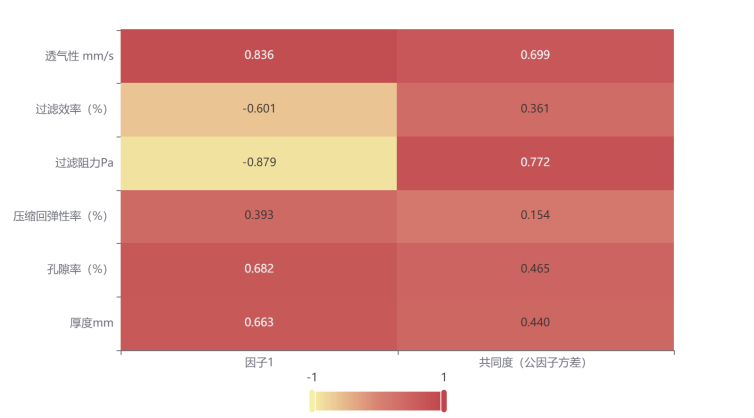 透气性 mm/s 0.836 0.699
过滤效率（%） -0.601 0.361
过滤阻力Pa -0.879 0.772
压缩回弹性率（%） 0.393 0.154
孔隙率（%） 0.682 0.465
厚度mm 0.663 0.440
因子1 共同度（公因子方差）
-1 1